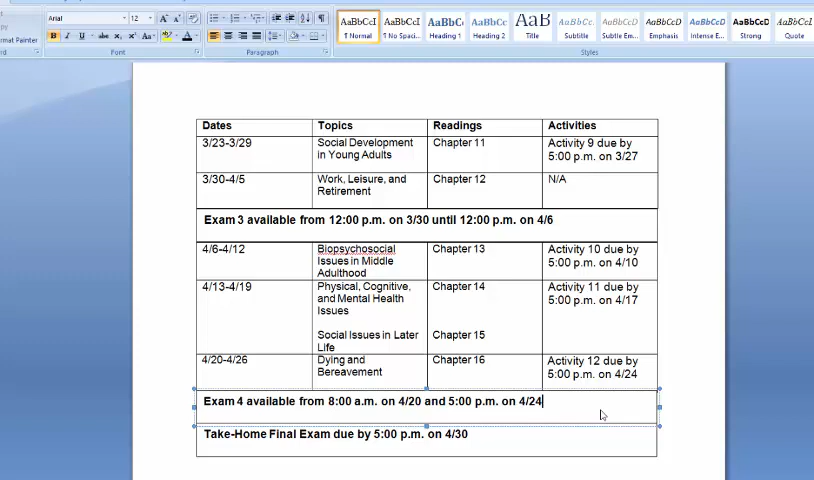 Arial 12
Format Painter
Font Paragraph Styles
AaBbCcI AaBbCcI AaBbC AaBbCc AaB AaBbCcL AaBbCcD AaBbCcD AaBbCcL AaBbCcD AaBbCcD
¶ Normal ¶ No Spaci... Heading 1 Heading 2 Title Subtitle Subtle Em... Emphasis Intense E... Strong Quote
Dates Topics Readings Activities
3/23-3/29 Social Development Chapter 11 Activity 9 due by
in Young Adults 5:00 p.m. on 3/27
3/30-4/5 Work, Leisure, and Chapter 12 N/A
Retirement
Exam 3 available from 12:00 p.m. on 3/30 until 12:00 p.m. on 4/6
4/6-4/12 Biopsychosocial Chapter 13 Activity 10 due by
Issues in Middle 5:00 p.m. on 4/10
Adulthood
4/13-4/19 Physical, Cognitive, Chapter 14 Activity 11 due by
and Mental Health 5:00 p.m. on 4/17
Issues
Social Issues in Later Chapter 15
Life
4/20-4/26 Dying and Chapter 16 Activity 12 due by
Bereavement 5:00 p.m. on 4/24
Exam 4 available from 8:00 a.m. on 4/20 and 5:00 p.m. on 4/24
Take-Home Final Exam due by 5:00 p.m. on 4/30